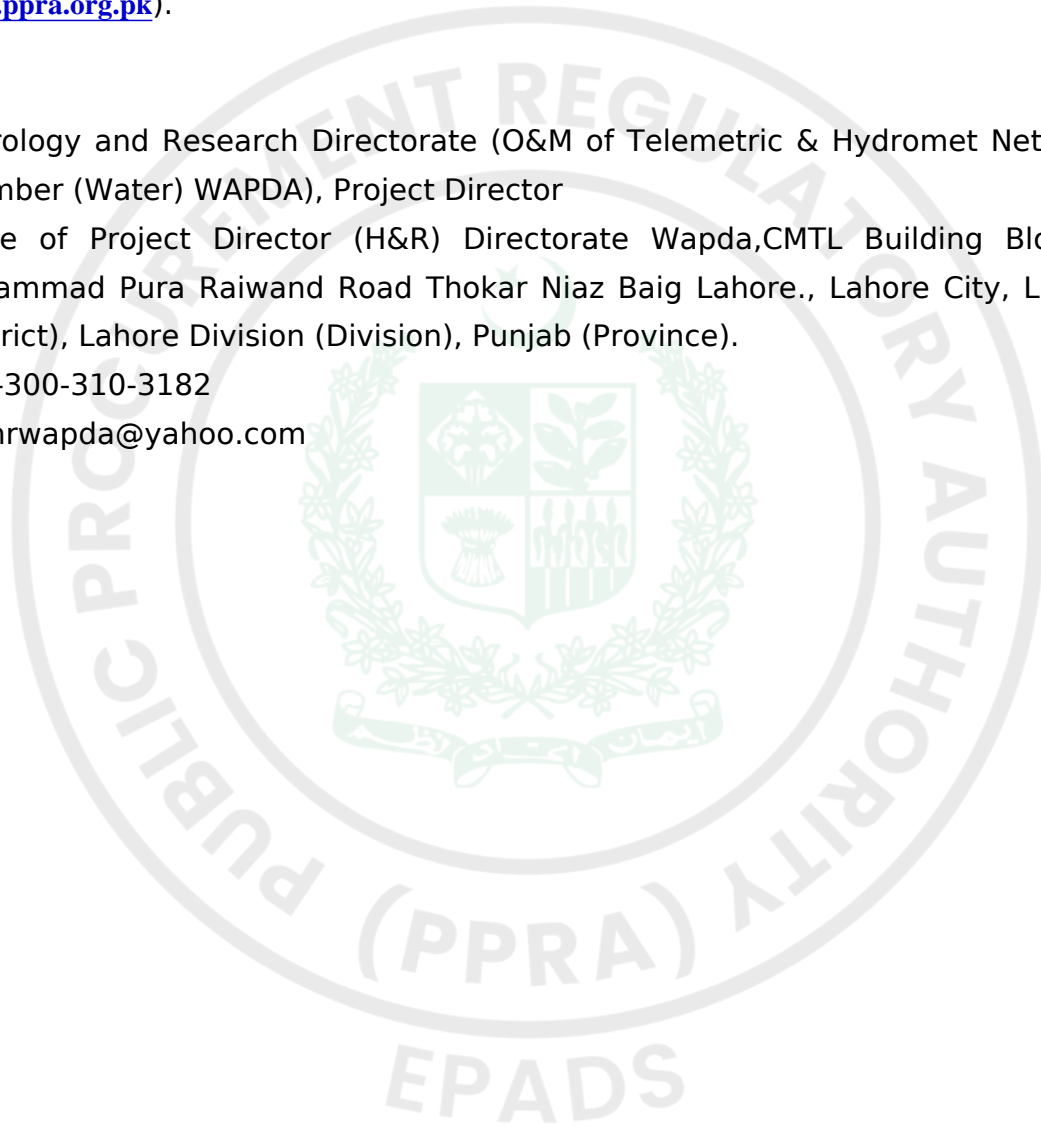 .ppra.org.pk).
rology and Research Directorate (O&M of Telemetric & Hydromet Net
mber (Water) WAPDA), Project Director
e of Project Director (H&R) Directorate Wapda,CMTL Building Blo
ammad Pura Raiwand Road Thokar Niaz Baig Lahore., Lahore City, L
rict), Lahore Division (Division), Punjab (Province).
-300-310-3182
nrwapda@yahoo.com
PUBLIC PROCUREMENT REGULATORY AUTHORITY
(PPRA)
EPADS